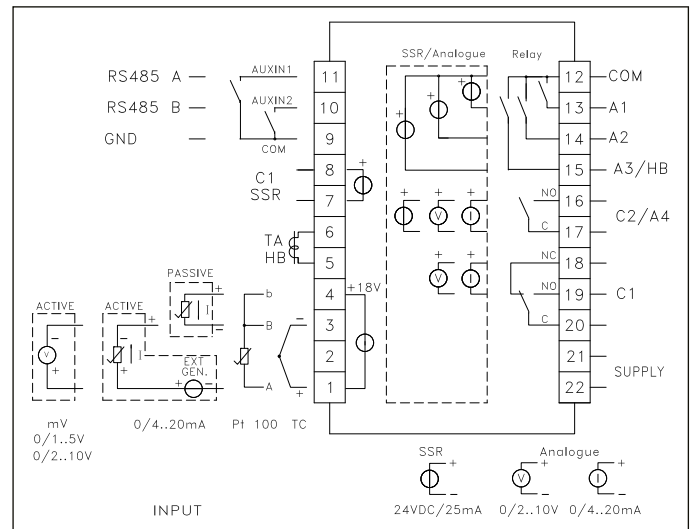 SSR/Analogue Relay
RS485 A AUXIN1 11 + + + 12 COM
RS485 B AUXIN2 10 13 A1
GND COM 9 14 A2
C1 SSR 8 + 15 A3/HB
7 - + + + NO 16 C2/A4
TA HB 6 V I C 17
5 + + NC 18
PASSIVE + b 4 +18V V I NO 19 C1
ACTIVE ACTIVE I - B - 3 C 20
V - + I + EXT GEN. + - 2 21 SUPPLY
A + 1 22
mV 0/4..20mA Pt 100 TC
0/1..5V
0/2..10V
SSR Analogue
INPUT + - V + - I + -
24VDC/25mA 0/2..10V 0/4..20mA